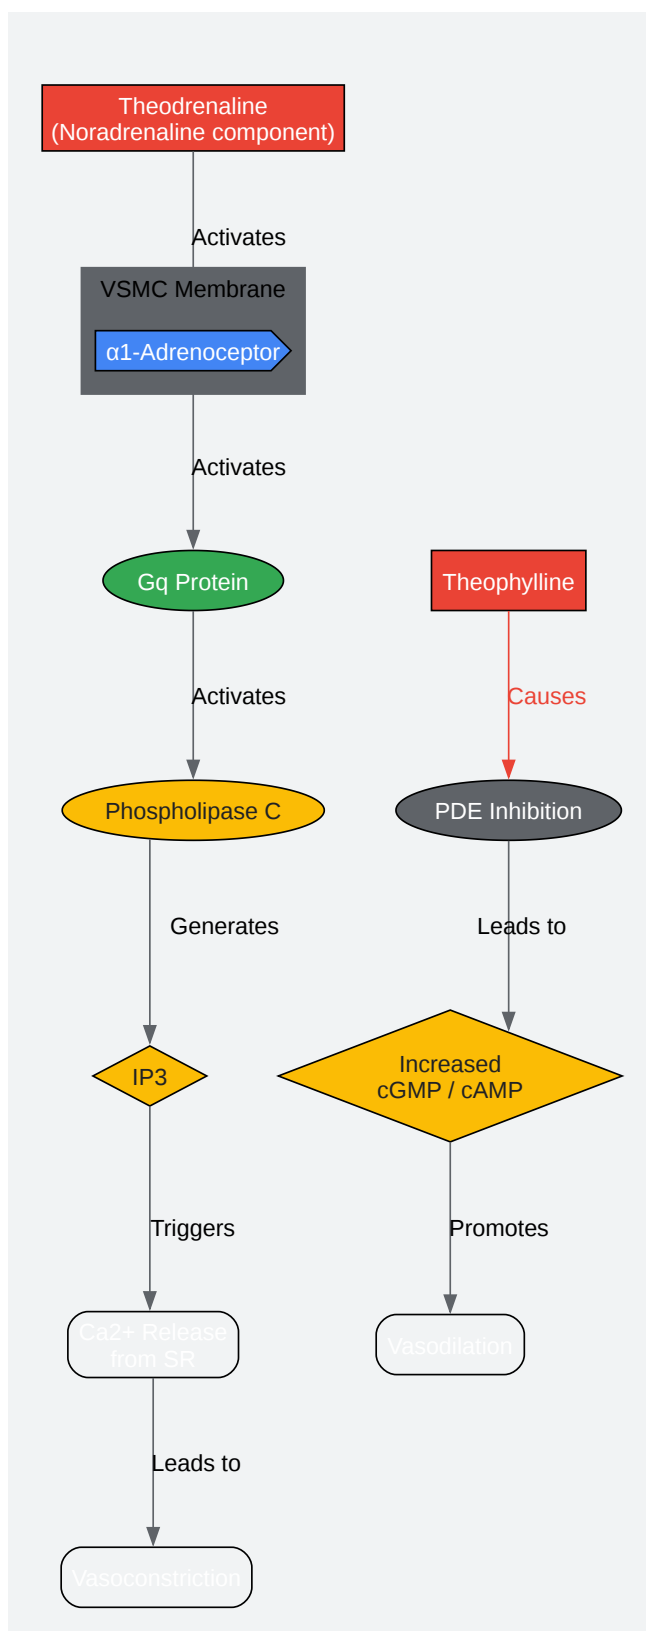 Theodrenaline
(Noradrenaline component)
Activates
VSMC Membrane
α1-Adrenoceptor
Activates
Gq Protein
Theophylline
Activates
Causes
Phospholipase C
PDE Inhibition
Generates
Leads to
IP3
Increased
cGMP / cAMP
Triggers
Promotes
Ca2+ Release
from SR
Vasodilation
Leads to
Vasoconstriction